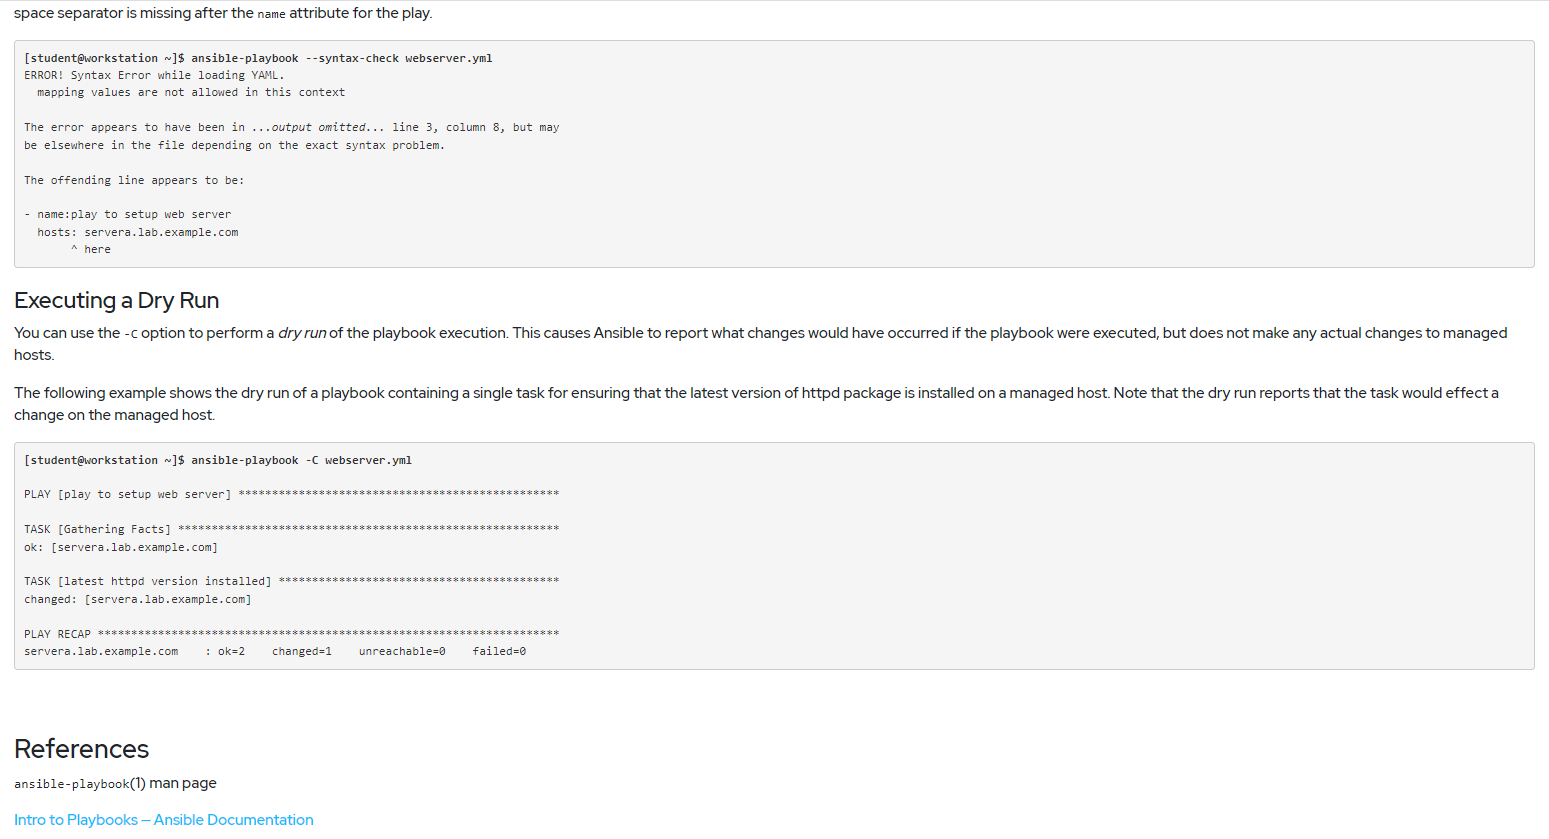 space separator is missing after the name attribute for the play.
[student@workstation ~]$ ansible-playbook --syntax-check webserver.yml
ERROR! Syntax Error while loading YAML.
  mapping values are not allowed in this context
The error appears to have been in ...output omitted... line 3, column 8, but may
be elsewhere in the file depending on the exact syntax problem.
The offending line appears to be:
- name:play to setup web server
  hosts: servera.lab.example.com
       ^ here
Executing a Dry Run
You can use the -C option to perform a dry run of the playbook execution. This causes Ansible to report what changes would have occurred if the playbook were executed, but does not make any actual changes to managed
hosts.
The following example shows the dry run of a playbook containing a single task for ensuring that the latest version of httpd package is installed on a managed host. Note that the dry run reports that the task would effect a
change on the managed host.
[student@workstation ~]$ ansible-playbook -C webserver.yml
PLAY [play to setup web server] ************************************************
TASK [Gathering Facts] *********************************************************
ok: [servera.lab.example.com]
TASK [latest httpd version installed] ******************************************
changed: [servera.lab.example.com]
PLAY RECAP *********************************************************************
servera.lab.example.com    : ok=2    changed=1    unreachable=0    failed=0
References
ansible-playbook(1) man page
Intro to Playbooks — Ansible Documentation